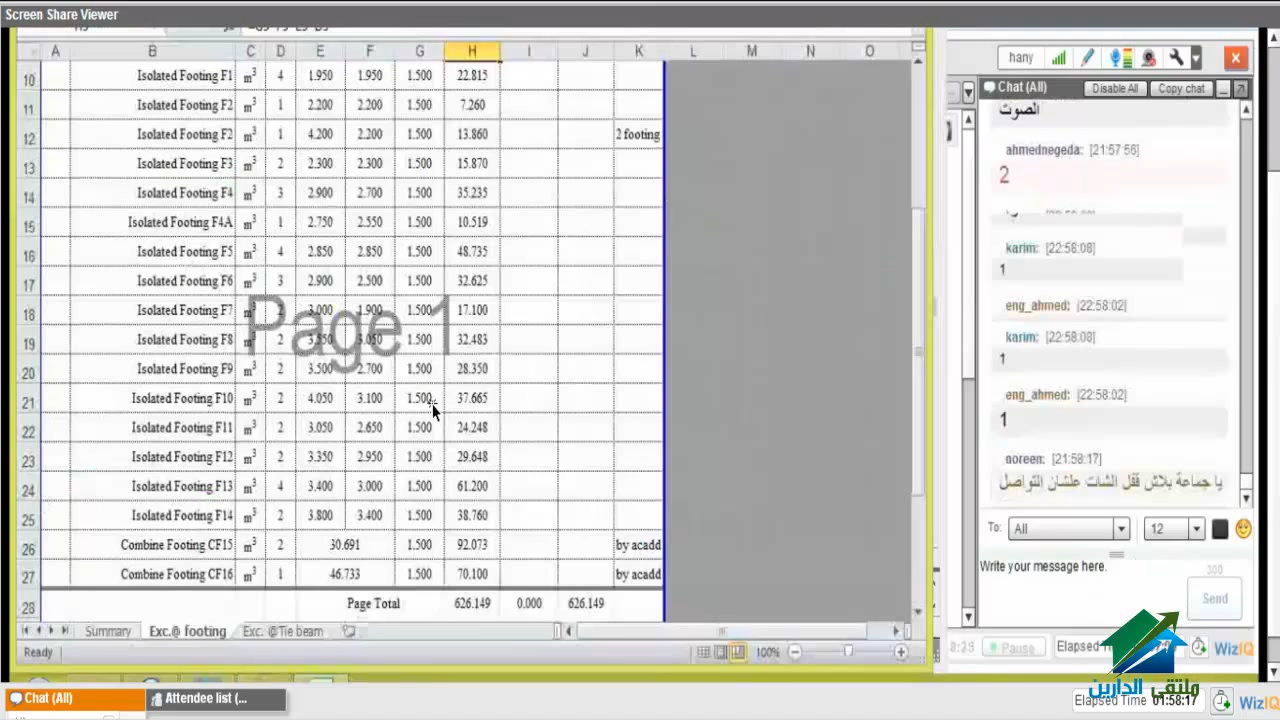 Screen Share Viewer
A B C D E F G H I J K L M N O
10 Isolated Footing F1 m³ 4 1.950 1.950 1.500 22.815
11 Isolated Footing F2 m³ 1 2.200 2.200 1.500 7.260
12 Isolated Footing F2 m³ 1 4.200 2.200 1.500 13.860 2 footing
13 Isolated Footing F3 m³ 2 2.300 2.300 1.500 15.870
14 Isolated Footing F4 m³ 3 2.900 2.700 1.500 35.235
15 Isolated Footing F4A m³ 1 2.750 2.550 1.500 10.519
16 Isolated Footing F5 m³ 4 2.850 2.850 1.500 48.735
17 Isolated Footing F6 m³ 3 2.900 2.500 1.500 32.625
18 Isolated Footing F7 m³ 2 3.000 1.900 1.500 17.100
Page 1
19 Isolated Footing F8 m³ 2 3.550 3.050 1.500 32.483
20 Isolated Footing F9 m³ 2 3.500 2.700 1.500 28.350
21 Isolated Footing F10 m³ 2 4.050 3.100 1.500 37.665
22 Isolated Footing F11 m³ 2 3.050 2.650 1.500 24.248
23 Isolated Footing F12 m³ 2 3.350 2.950 1.500 29.648
24 Isolated Footing F13 m³ 4 3.400 3.000 1.500 61.200
25 Isolated Footing F14 m³ 2 3.800 3.400 1.500 38.760
26 Combine Footing CF15 m³ 2 30.691 1.500 92.073 by acadd
27 Combine Footing CF16 m³ 1 46.733 1.500 70.100 by acadd
28 Page Total 626.149 0.000 626.149
Summary Exc.@ footing Exc. @Tie beam
Ready 100%
hany
Chat (All) Disable All Copy chat
الصوت
ahmednegeda: [21:57:56]
2
karim: [22:58:08]
1
eng_ahmed: [22:58:02]
karim: [22:58:08]
1
eng_ahmed: [22:58:02]
1
noreen: [21:58:17]
يا جماعة بلاش قفل الشات علشان التواصل
To: All 12
Write your message here.
300
Send
Pause Elapsed WizIQ
ملتقى الدارين
Chat (All) Attendee list (...
Elapsed Time 01:58:17 WizIQ